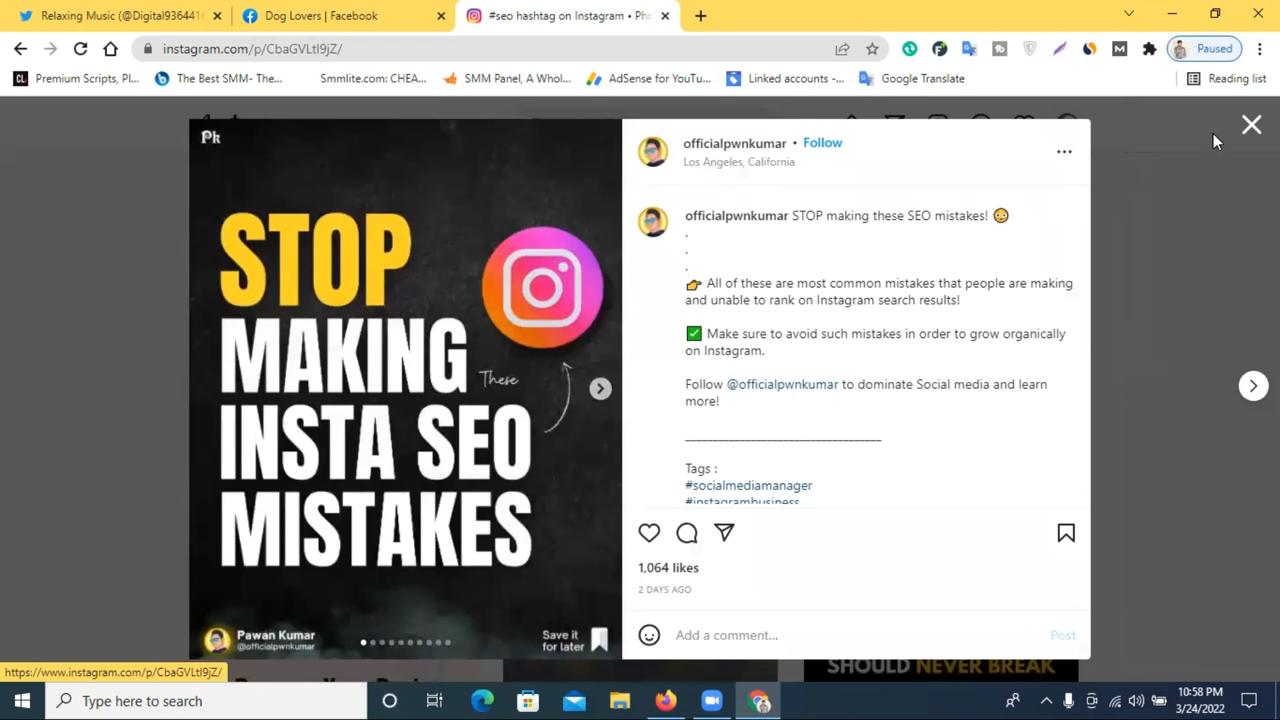 Relaxing Music (@Digital9364416
Dog Lovers | Facebook
#seo hashtag on Instagram • Pho
instagram.com/p/CbaGVLtl9jZ/
Paused
Premium Scripts, Pl...
The Best SMM- The...
Smmlite.com: CHEA...
SMM Panel, A Whol...
AdSense for YouTu...
Linked accounts -...
Google Translate
Reading list
Pk
STOP
MAKING
These
INSTA SEO
MISTAKES
Pawan Kumar
@officialpwnkumar
Save it
for later
officialpwnkumar • Follow
Los Angeles, California
officialpwnkumar STOP making these SEO mistakes! 😳
.
.
.
👉 All of these are most common mistakes that people are making
and unable to rank on Instagram search results!
✅ Make sure to avoid such mistakes in order to grow organically
on Instagram.
Follow @officialpwnkumar to dominate Social media and learn
more!
___________________________________
Tags :
#socialmediamanager
#instagrambusiness
1,064 likes
2 DAYS AGO
Add a comment...
Post
SHOULD NEVER BREAK
https://www.instagram.com/p/CbaGVLtl9jZ/
Type here to search
10:58 PM
3/24/2022